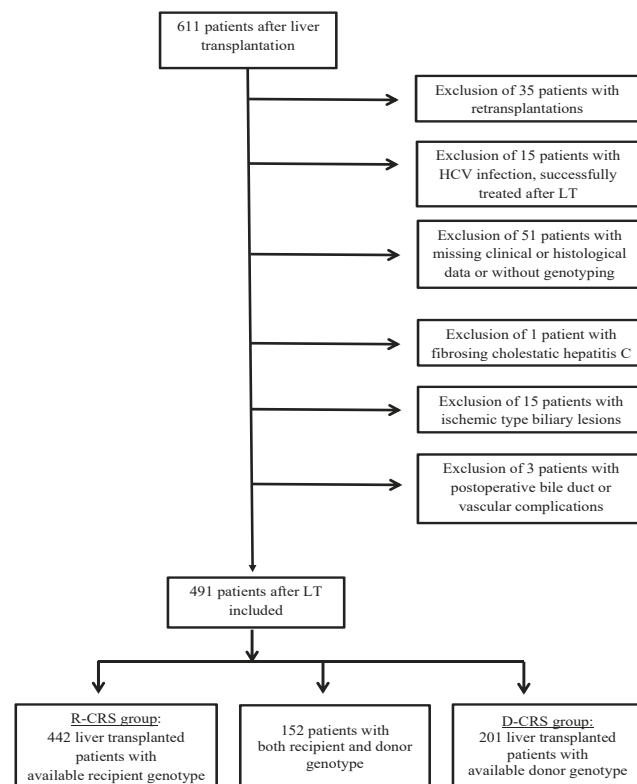 611 patients after liver
transplantation
Exclusion of 35 patients with
retransplantations
Exclusion of 15 patients with
HCV infection, successfully
treated after LT
Exclusion of 51 patients with
missing clinical or histological
data or without genotyping
Exclusion of 1 patient with
fibrosing cholestatic hepatitis C
Exclusion of 15 patients with
ischemic type biliary lesions
Exclusion of 3 patients with
postoperative bile duct or
vascular complications
491 patients after LT
included
R-CRS group:
442 liver transplanted
patients with
available recipient genotype
152 patients with
both recipient and donor
genotype
D-CRS group:
201 liver transplanted
patients with
available donor genotype